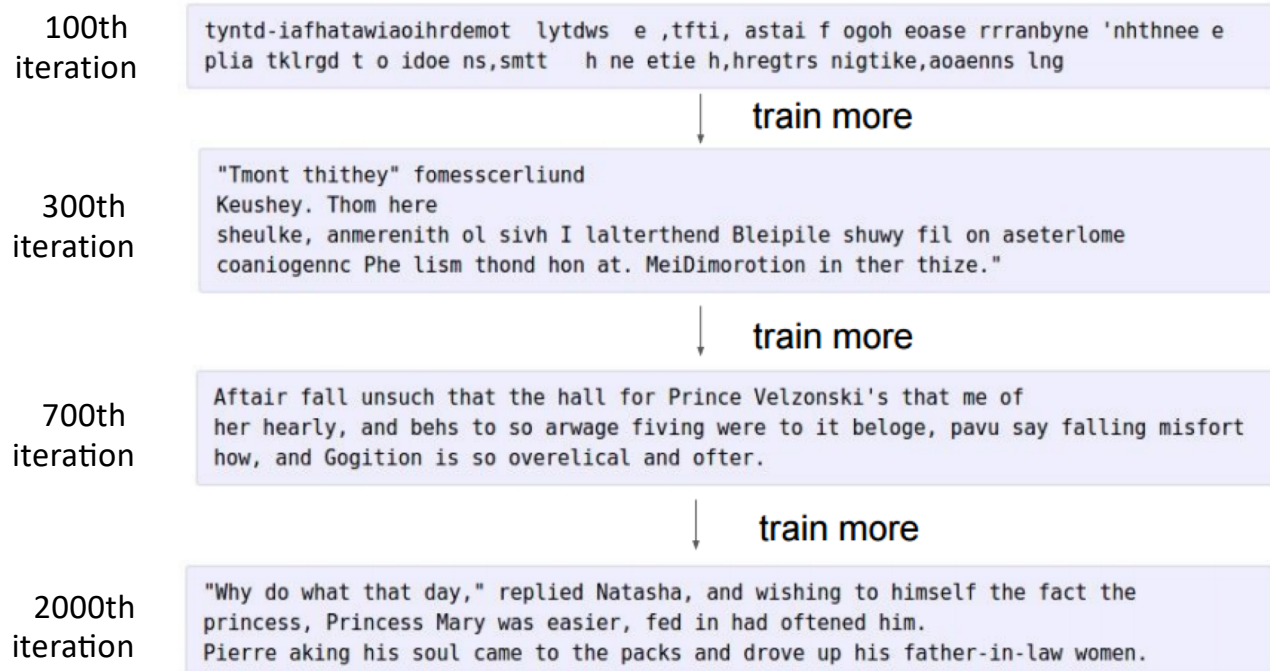 100th
iteration
tyntd-iafhatawiaoihrdemot  lytdws  e ,tfti, astai f ogoh eoase rrranbyne 'nhthnee e
plia tklrgd t o idoe ns,smtt   h ne etie h,hregtrs nigtike,aoaenns lng
train more
300th
iteration
"Tmont thithey" fomesscerliund
Keushey. Thom here
sheulke, anmerenith ol sivh I lalterthend Bleipile shuwy fil on aseterlome
coaniogennc Phe lism thond hon at. MeiDimorotion in ther thize."
train more
700th
iteration
Aftair fall unsuch that the hall for Prince Velzonski's that me of
her hearly, and behs to so arwage fiving were to it beloge, pavu say falling misfort
how, and Gogition is so overelical and ofter.
train more
2000th
iteration
"Why do what that day," replied Natasha, and wishing to himself the fact the
princess, Princess Mary was easier, fed in had oftened him.
Pierre aking his soul came to the packs and drove up his father-in-law women.